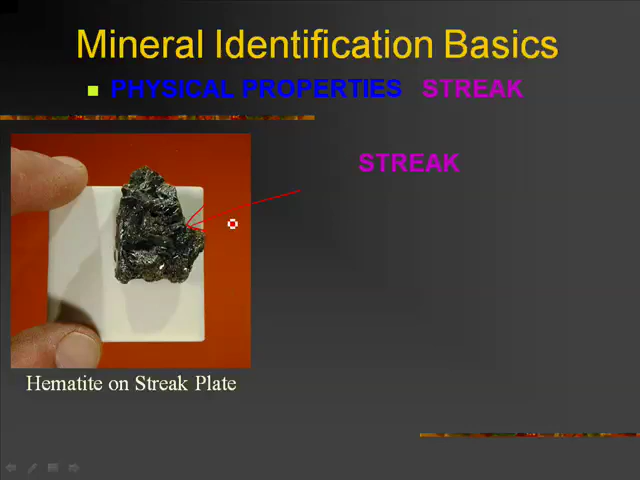 Mineral Identification Basics
PHYSICAL PROPERTIES STREAK
STREAK
Hematite on Streak Plate